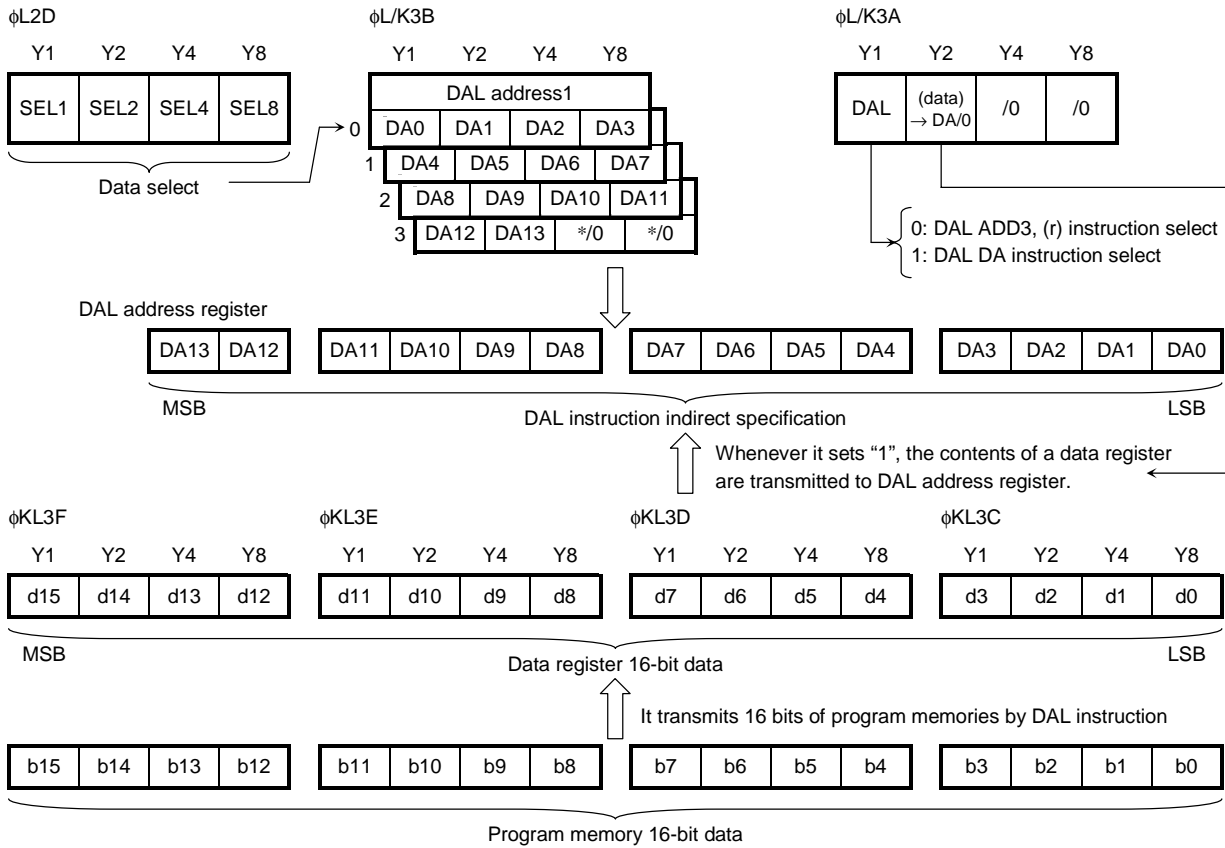 φL2D φL/K3B φL/K3A
Y1 Y2 Y4 Y8 Y1 Y2 Y4 Y8 Y1 Y2 Y4 Y8
SEL1 SEL2 SEL4 SEL8 DAL address1 DAL (data) → DA/0 /0 /0
0 DA0 DA1 DA2 DA3
1 DA4 DA5 DA6 DA7
Data select
2 DA8 DA9 DA10 DA11
3 DA12 DA13 */0 */0
0: DAL ADD3, (r) instruction select
1: DAL DA instruction select
DAL address register
DA13 DA12 DA11 DA10 DA9 DA8 DA7 DA6 DA5 DA4 DA3 DA2 DA1 DA0
MSB LSB
DAL instruction indirect specification
Whenever it sets “1”, the contents of a data register
are transmitted to DAL address register.
φKL3F φKL3E φKL3D φKL3C
Y1 Y2 Y4 Y8 Y1 Y2 Y4 Y8 Y1 Y2 Y4 Y8 Y1 Y2 Y4 Y8
d15 d14 d13 d12 d11 d10 d9 d8 d7 d6 d5 d4 d3 d2 d1 d0
MSB LSB
Data register 16-bit data
It transmits 16 bits of program memories by DAL instruction
b15 b14 b13 b12 b11 b10 b9 b8 b7 b6 b5 b4 b3 b2 b1 b0
Program memory 16-bit data